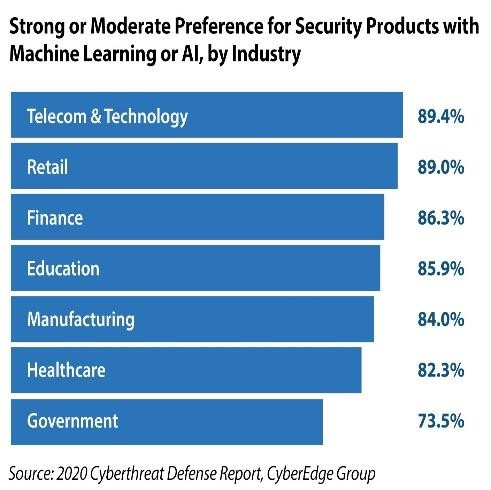 Strong or Moderate Preference for Security Products with
Machine Learning or AI, by Industry
Telecom & Technology 89.4%
Retail 89.0%
Finance 86.3%
Education 85.9%
Manufacturing 84.0%
Healthcare 82.3%
Government 73.5%
Source: 2020 Cyberthreat Defense Report, CyberEdge Group